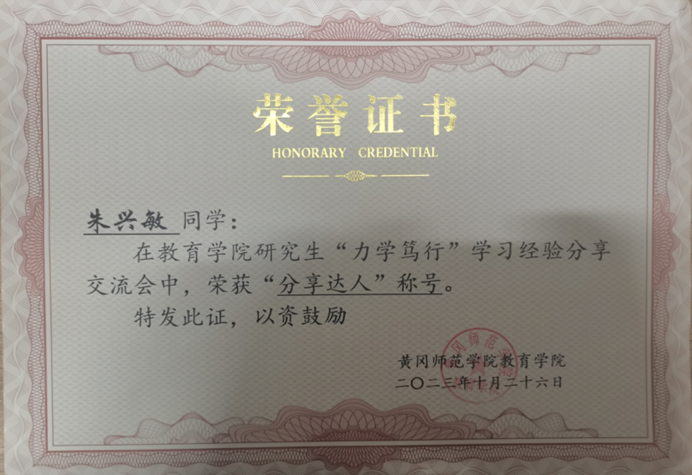 荣誉证书
HONORARY CREDENTIAL
朱兴敏 同学：
在教育学院研究生“力学笃行”学习经验分享
交流会中，荣获“分享达人”称号。
特发此证，以资鼓励
黄冈师范学院教育学院
二〇二三年十月二十六日